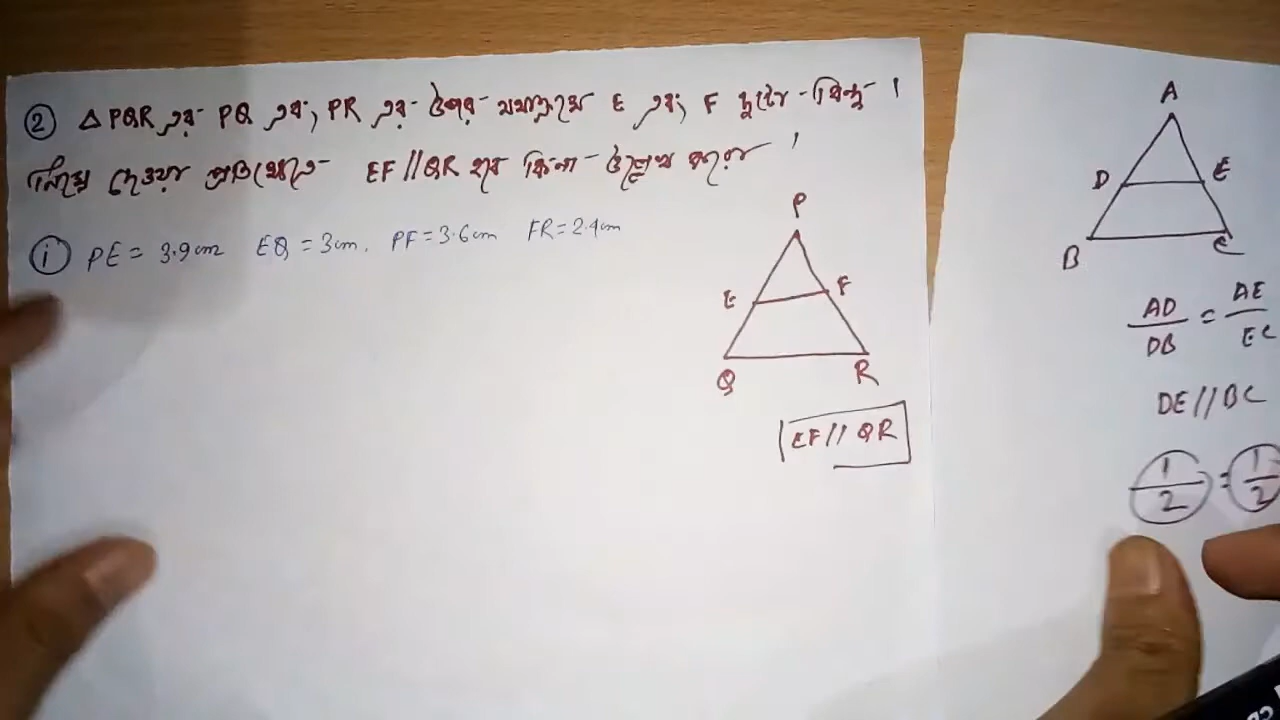 ② △PQR এর PQ এবং PR এর উপর যথাক্রমে E এবং F দুটো বিন্দু।
নিম্নে দেওয়া প্রতিক্ষেত্রে EF//QR হবে কিনা উল্লেখ করো।
ⓘ PE = 3.9cm EQ = 3cm. PF = 3.6cm FR = 2.4cm
P
E F
Q R
EF // QR
A
D E
B C
AD/DB = AE/EC
DE//BC
1/2 = 1/2